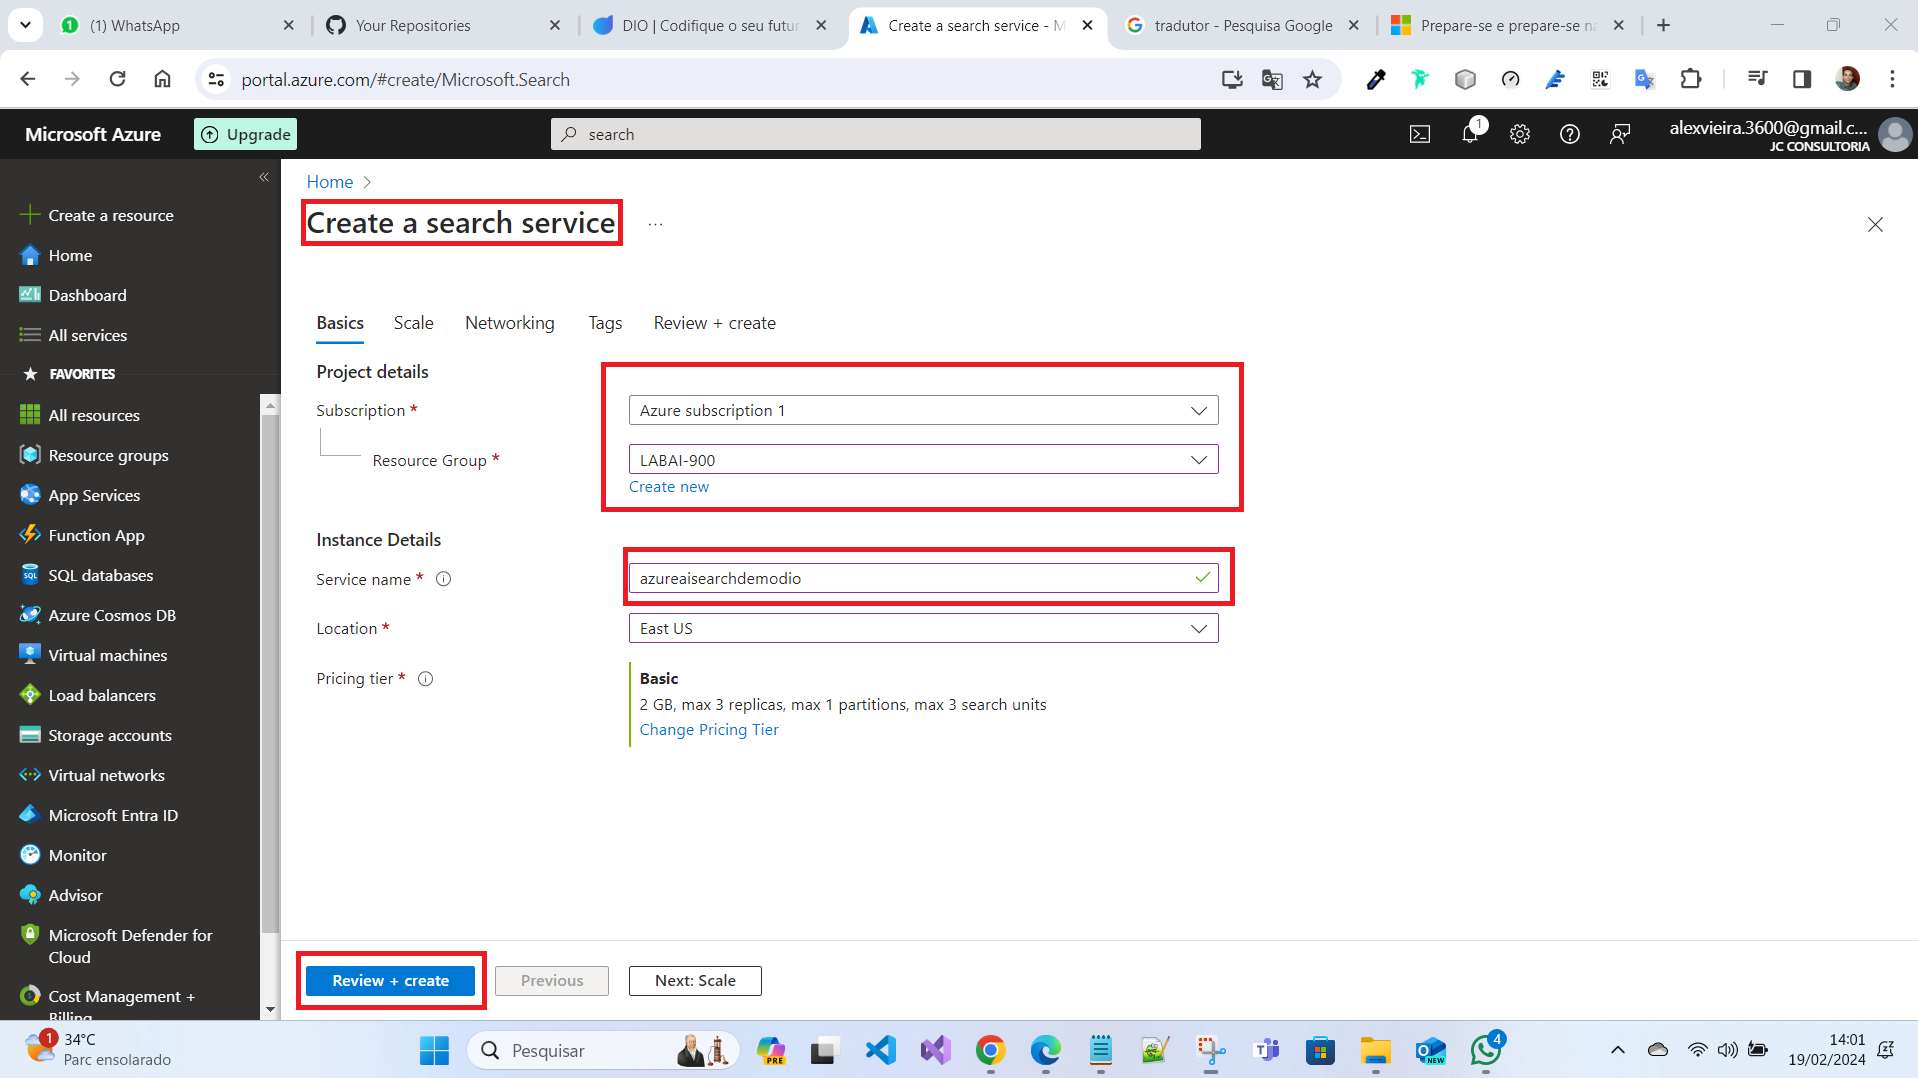 (1) WhatsApp
Your Repositories
DIO | Codifique o seu futur
Create a search service - M
tradutor - Pesquisa Google
Prepare-se e prepare-se na
portal.azure.com/#create/Microsoft.Search
Microsoft Azure
Upgrade
search
1
alexvieira.3600@gmail.c...
JC CONSULTORIA
Home
Create a search service
...
Create a resource
Home
Dashboard
All services
FAVORITES
All resources
Resource groups
App Services
Function App
SQL databases
Azure Cosmos DB
Virtual machines
Load balancers
Storage accounts
Virtual networks
Microsoft Entra ID
Monitor
Advisor
Microsoft Defender for
Cloud
Cost Management +
Billing
Basics
Scale
Networking
Tags
Review + create
Project details
Subscription *
Azure subscription 1
Resource Group *
LABAI-900
Create new
Instance Details
Service name *
azureaisearchdemodio
Location *
East US
Pricing tier *
Basic
2 GB, max 3 replicas, max 1 partitions, max 3 search units
Change Pricing Tier
Review + create
Previous
Next: Scale
1
34°C
Parc ensolarado
Pesquisar
PRE
NEW
4
14:01
19/02/2024